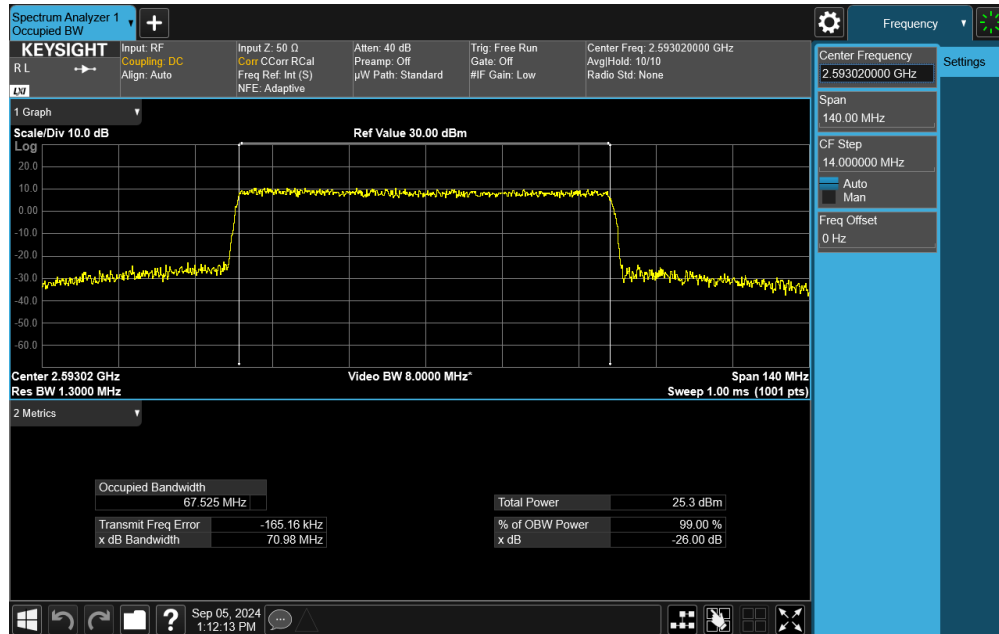 Spectrum Analyzer 1
Occupied BW
Frequency
KEYSIGHT
R L
LXI
Input: RF
Coupling: DC
Align: Auto
Input Z: 50 Ω
Corr CCorr RCal
Freq Ref: Int (S)
NFE: Adaptive
Atten: 40 dB
Preamp: Off
µW Path: Standard
Trig: Free Run
Gate: Off
#IF Gain: Low
Center Freq: 2.593020000 GHz
Avg|Hold: 10/10
Radio Std: None
Center Frequency
2.593020000 GHz
Settings
Span
140.00 MHz
CF Step
14.000000 MHz
Auto
Man
Freq Offset
0 Hz
1 Graph
Scale/Div 10.0 dB
Ref Value 30.00 dBm
Log
20.0
10.0
0.00
-10.0
-20.0
-30.0
-40.0
-50.0
-60.0
Center 2.59302 GHz
Video BW 8.0000 MHz*
Span 140 MHz
Res BW 1.3000 MHz
Sweep 1.00 ms (1001 pts)
2 Metrics
Occupied Bandwidth
67.525 MHz
Total Power 25.3 dBm
Transmit Freq Error -165.16 kHz
% of OBW Power 99.00 %
x dB Bandwidth 70.98 MHz
x dB -26.00 dB
?
Sep 05, 2024
1:12:13 PM